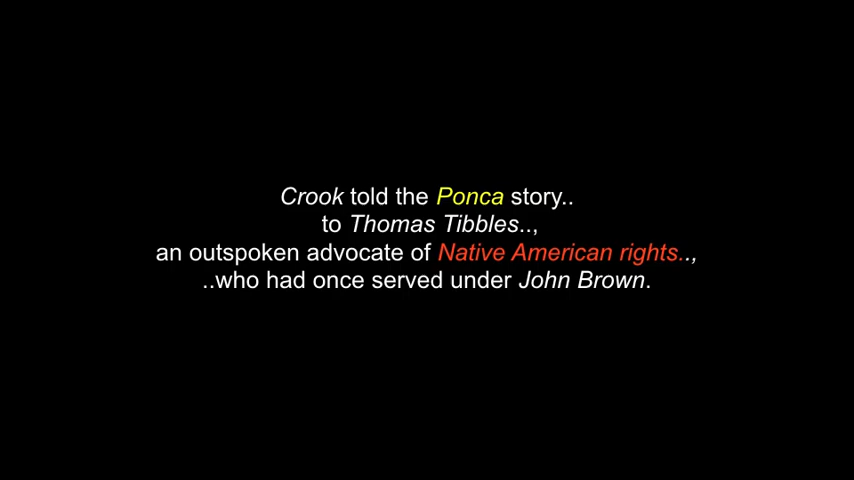 Crook told the Ponca story..
to Thomas Tibbles..,
an outspoken advocate of Native American rights..,
..who had once served under John Brown.